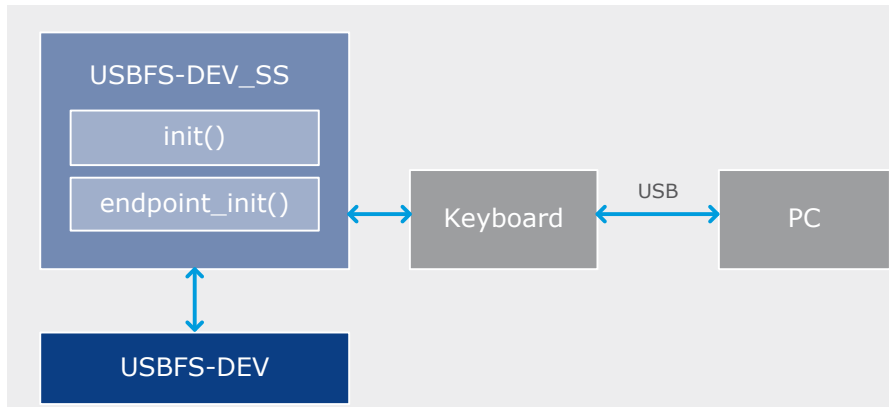 USBFS-DEV_SS
init()
endpoint_init()
Keyboard
USB
PC
USBFS-DEV